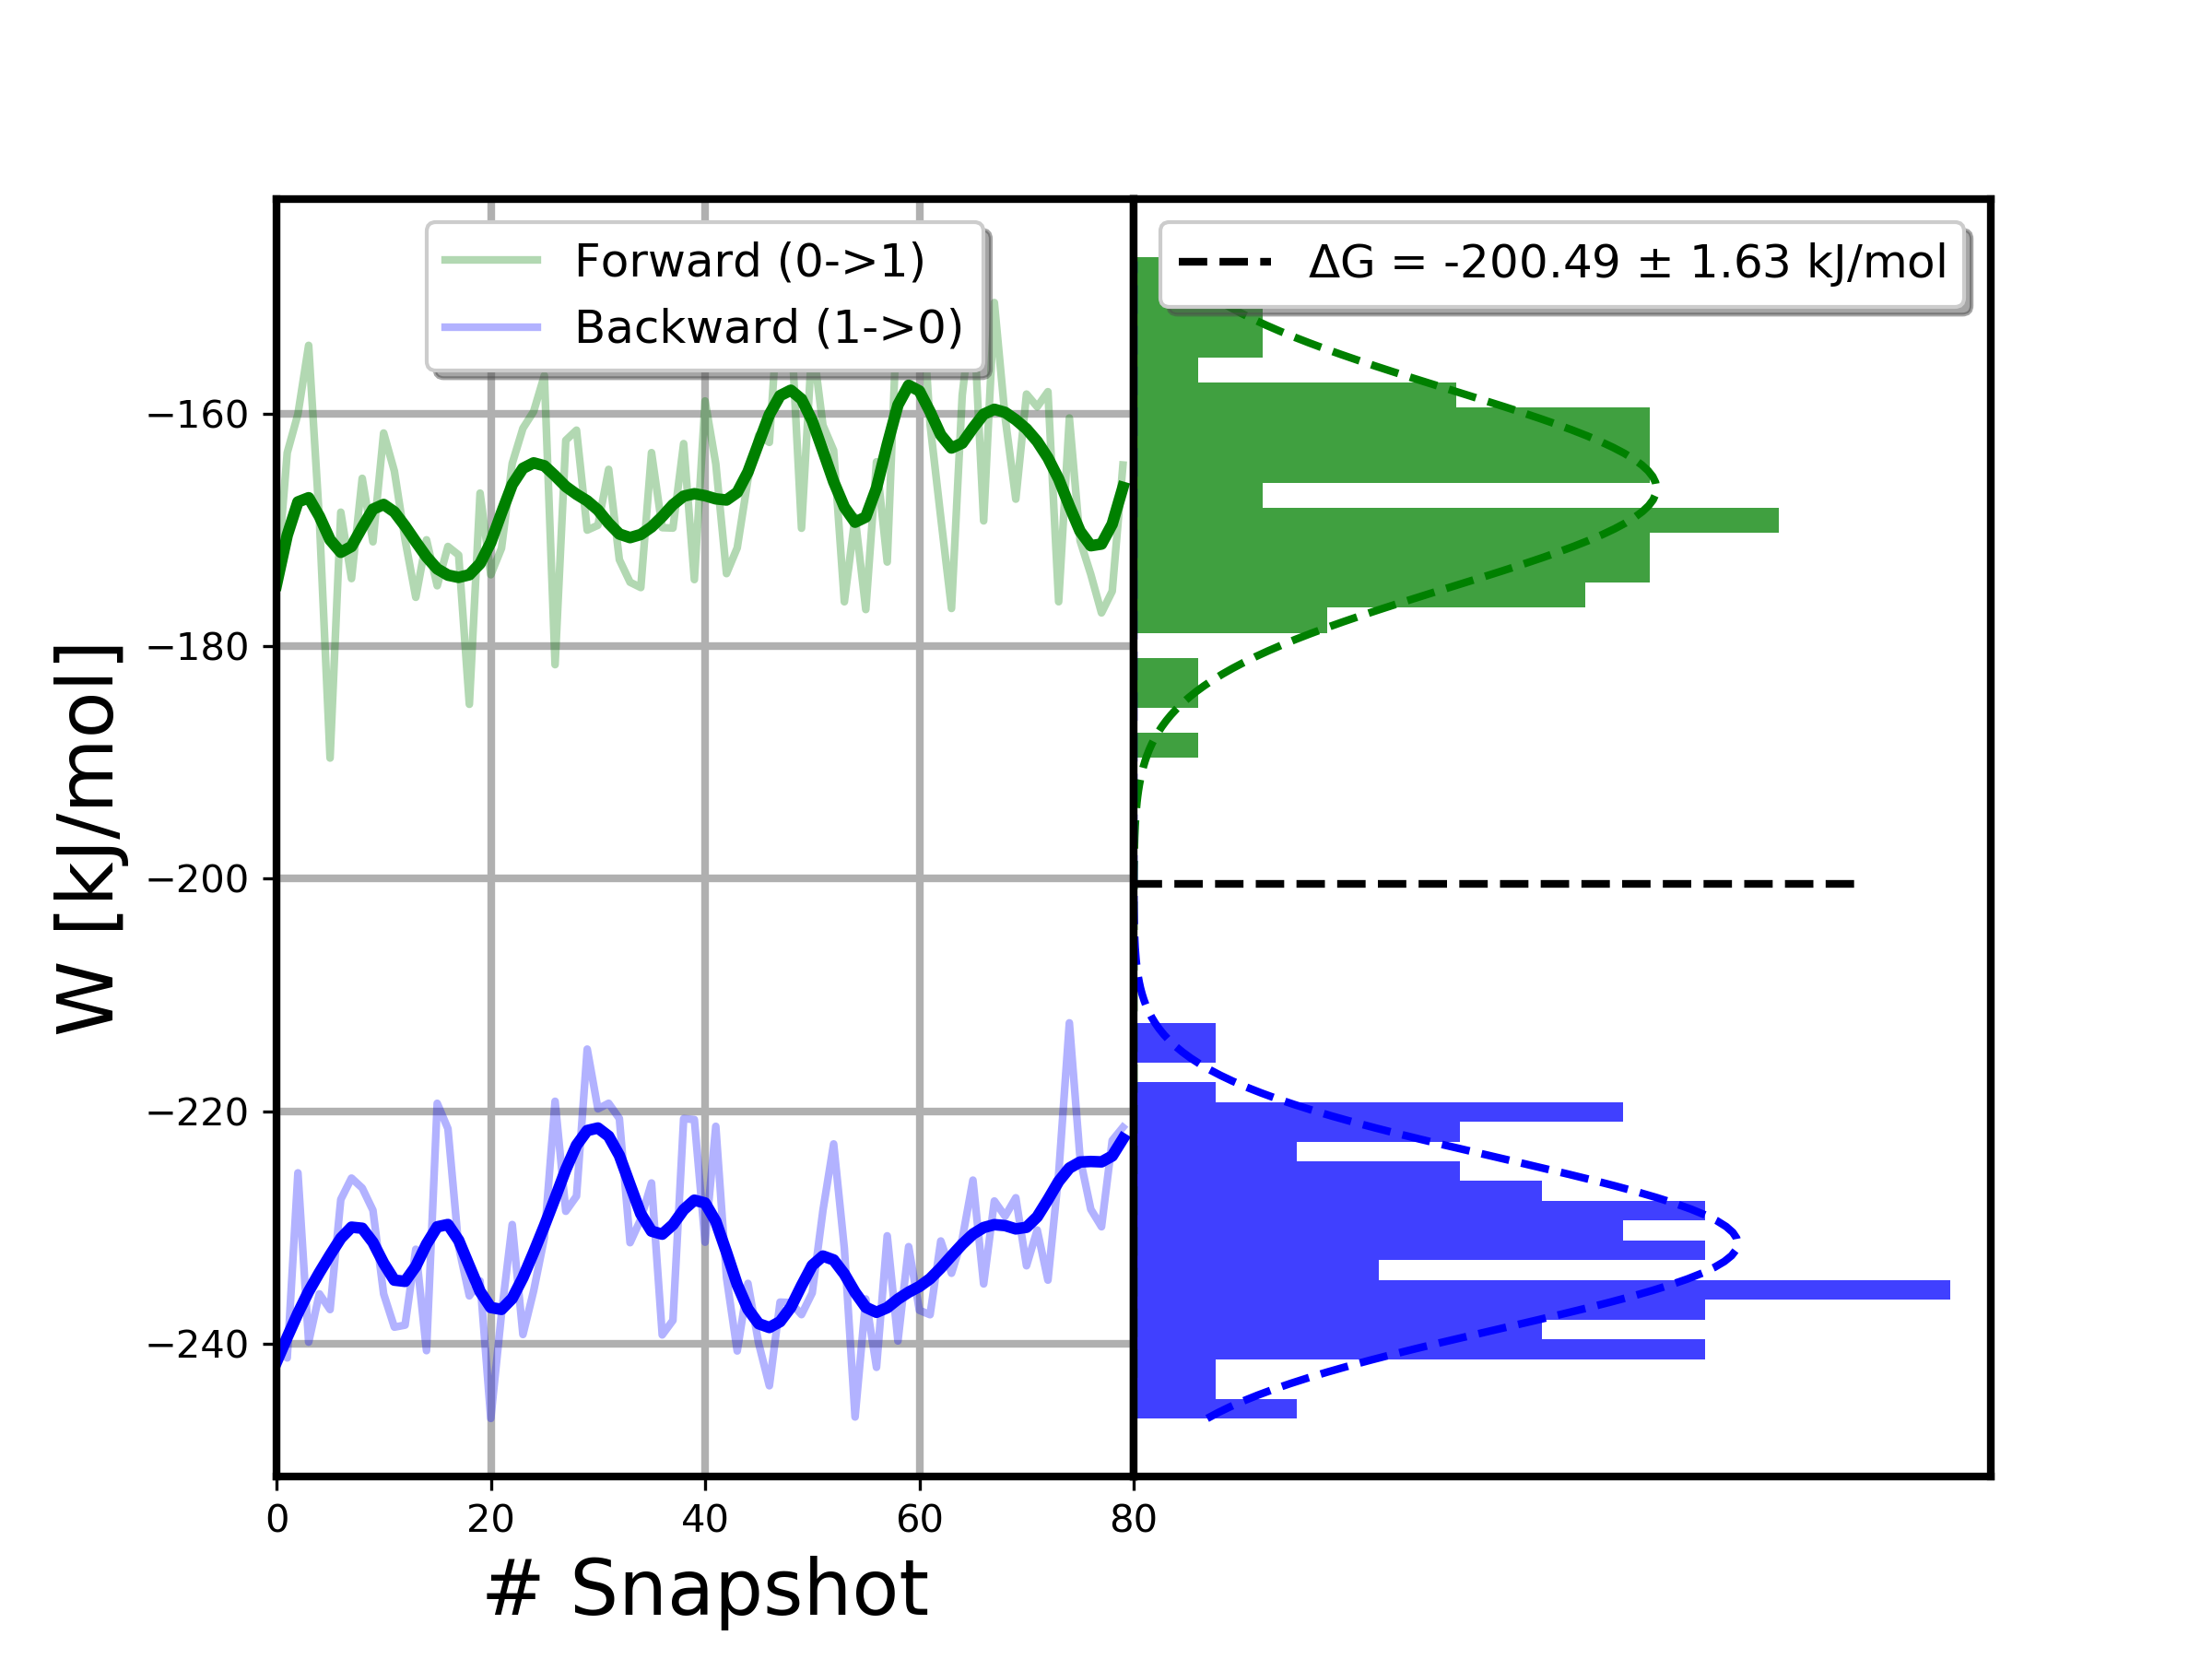 Forward (0->1)
Backward (1->0)
ΔG = -200.49 ± 1.63 kJ/mol
W [kJ/mol]
−160
−180
−200
−220
−240
0 20 40 60 80
# Snapshot